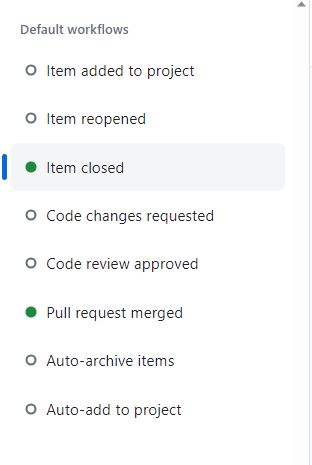 Default workflows
Item added to project
Item reopened
Item closed
Code changes requested
Code review approved
Pull request merged
Auto-archive items
Auto-add to project